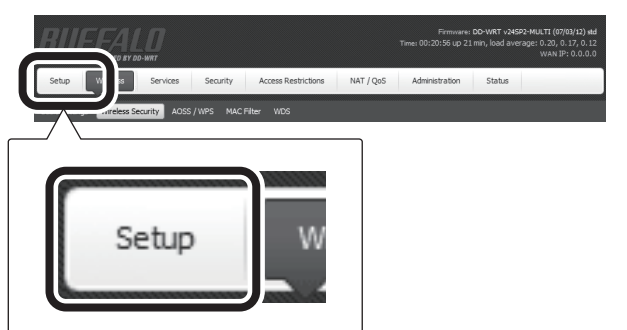 BUFFALO
BY DD-WRT
Firmware: DD-WRT v24SP2-MULTI (07/03/12) std
Time: 00:20:56 up 21 min, load average: 0.20, 0.17, 0.12
WAN IP: 0.0.0.0
Setup Services Security Access Restrictions NAT / QoS Administration Status
Wireless Security AOSS / WPS MAC Filter WDS
Setup W